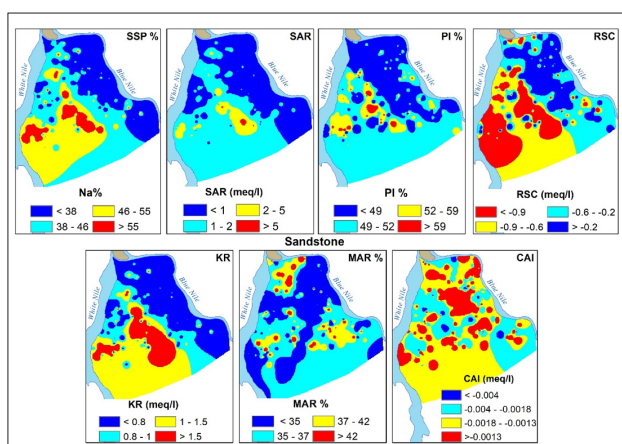 SSP %
White Nile
Blue Nile
Na%
< 38
46 - 55
38 - 46
> 55
SAR
White Nile
Blue Nile
SAR (meq/l)
< 1
2 - 5
1 - 2
> 5
PI %
White Nile
Blue Nile
PI %
< 49
52 - 59
49 - 52
> 59
RSC
White Nile
Blue Nile
RSC (meq/l)
< -0.9
-0.6 - -0.2
-0.9 - -0.6
> -0.2
Sandstone
KR
White Nile
Blue Nile
KR (meq/l)
< 0.8
1 - 1.5
0.8 - 1
> 1.5
MAR %
White Nile
Blue Nile
MAR %
< 35
37 - 42
35 - 37
> 42
CAI
White Nile
Blue Nile
CAI (meq/l)
< -0.004
-0.004 - -0.0018
-0.0018 - -0.0013
>-0.0013